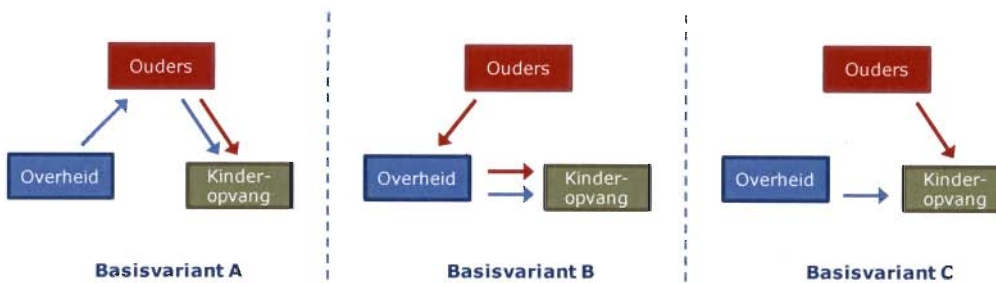 Ouders
Overheid
Kinder-
opvang
Basisvariant A
Ouders
Overheid
Kinder-
opvang
Basisvariant B
Ouders
Overheid
Kinder-
opvang
Basisvariant C